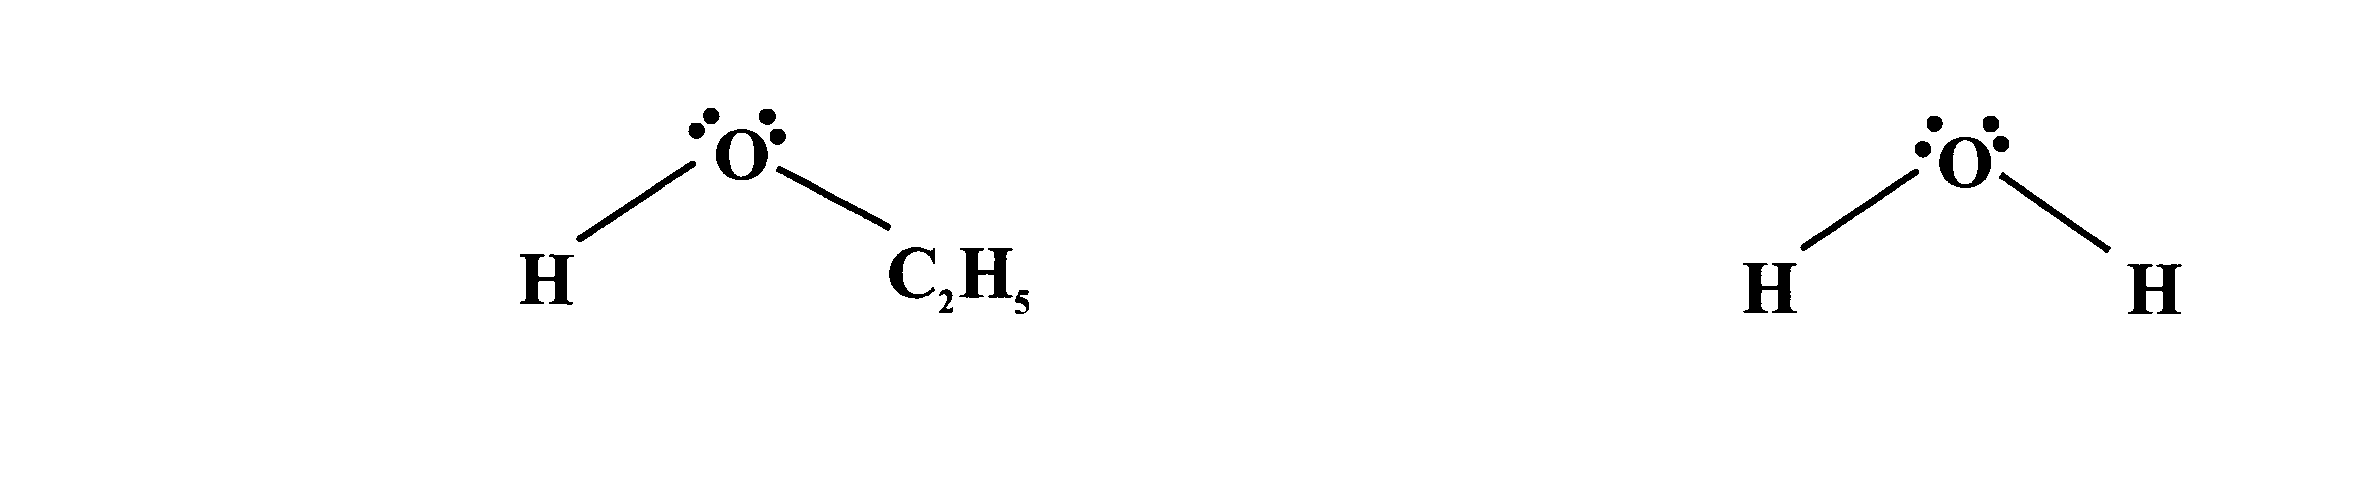 O O
H C₂H₅ H H